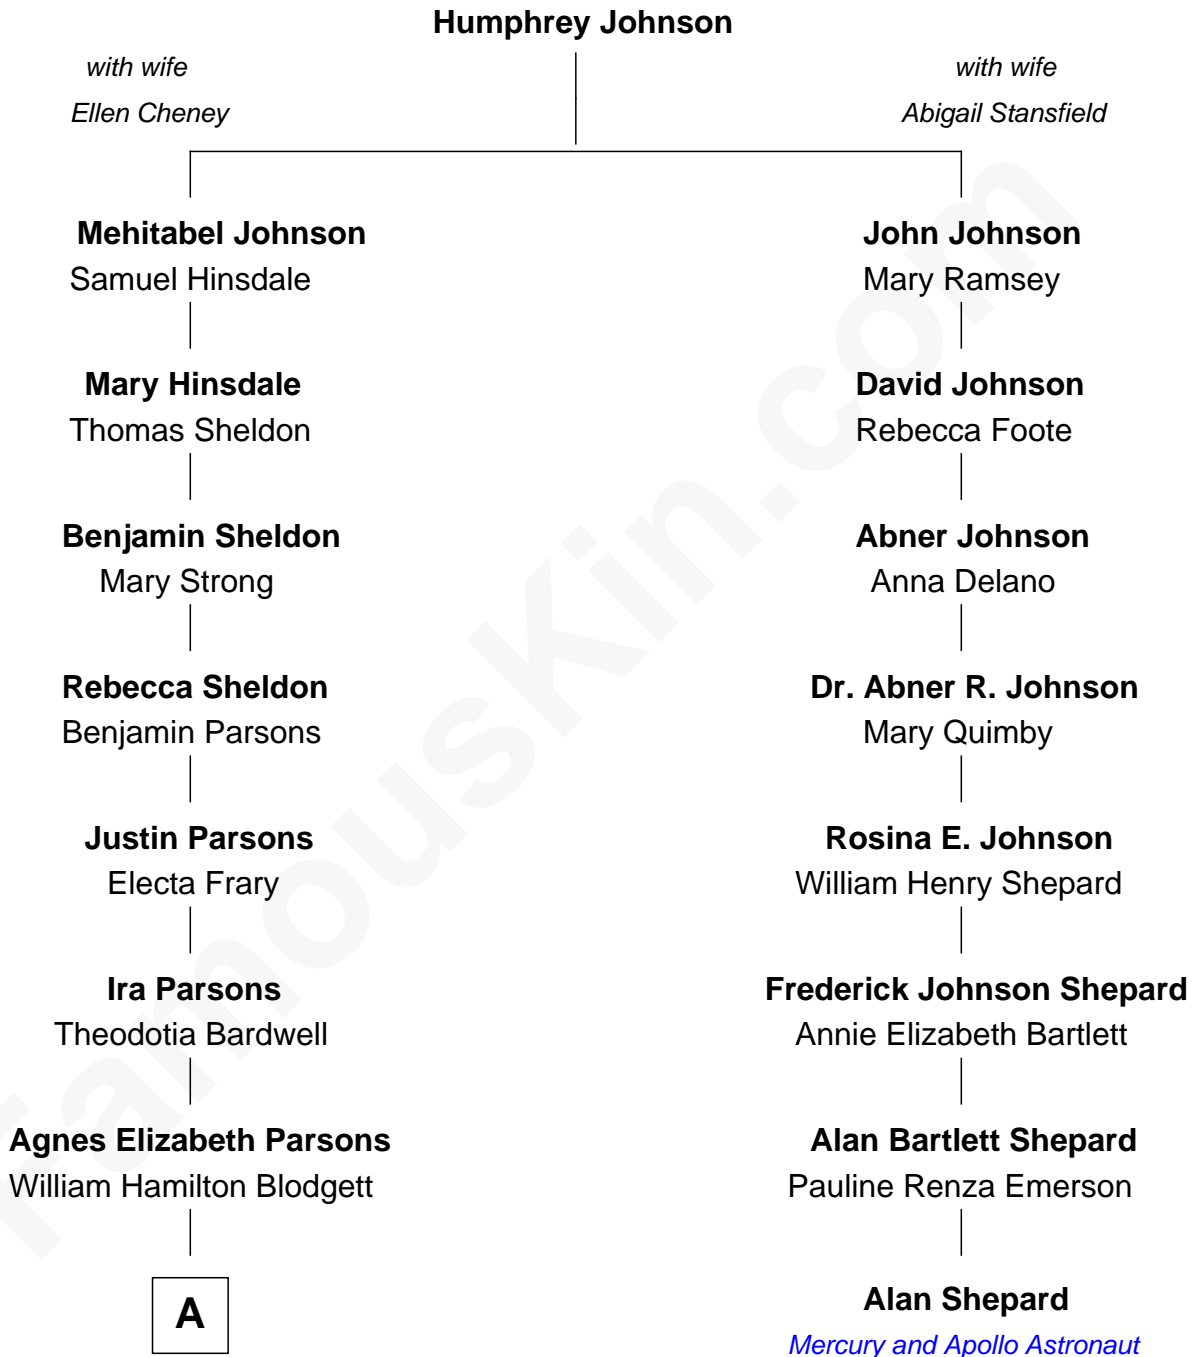 Humphrey Johnson
with wife
Ellen Cheney
with wife
Abigail Stansfield
Mehitabel Johnson
Samuel Hinsdale
John Johnson
Mary Ramsey
Mary Hinsdale
Thomas Sheldon
David Johnson
Rebecca Foote
Benjamin Sheldon
Mary Strong
Abner Johnson
Anna Delano
Rebecca Sheldon
Benjamin Parsons
Dr. Abner R. Johnson
Mary Quimby
Justin Parsons
Electa Frary
Rosina E. Johnson
William Henry Shepard
Ira Parsons
Theodotia Bardwell
Frederick Johnson Shepard
Annie Elizabeth Bartlett
Agnes Elizabeth Parsons
William Hamilton Blodgett
Alan Bartlett Shepard
Pauline Renza Emerson
A
Alan Shepard
Mercury and Apollo Astronaut
FamousKin.com